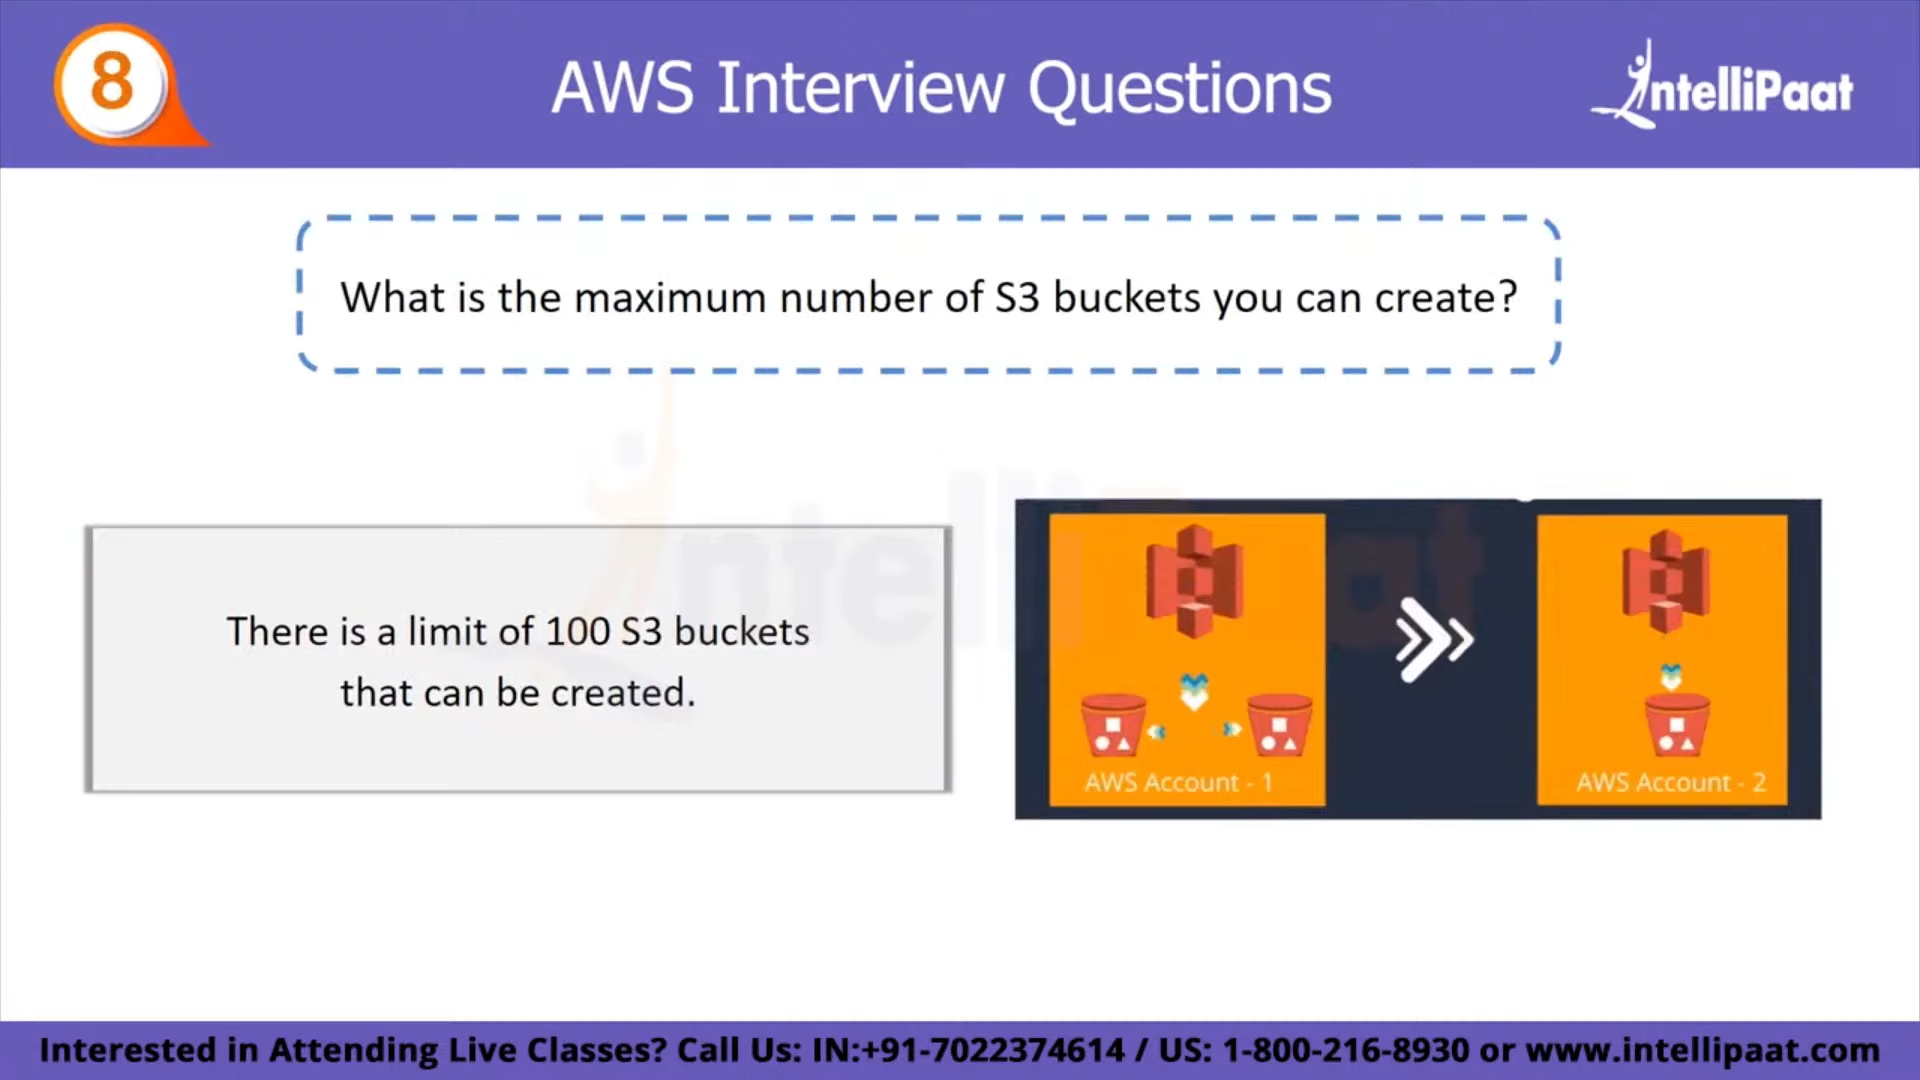 8
AWS Interview Questions
IntelliPaat
What is the maximum number of S3 buckets you can create?
There is a limit of 100 S3 buckets
that can be created.
AWS Account - 1
AWS Account - 2
IntelliPaat
Interested in Attending Live Classes? Call Us: IN:+91-7022374614 / US: 1-800-216-8930 or www.intellipaat.com